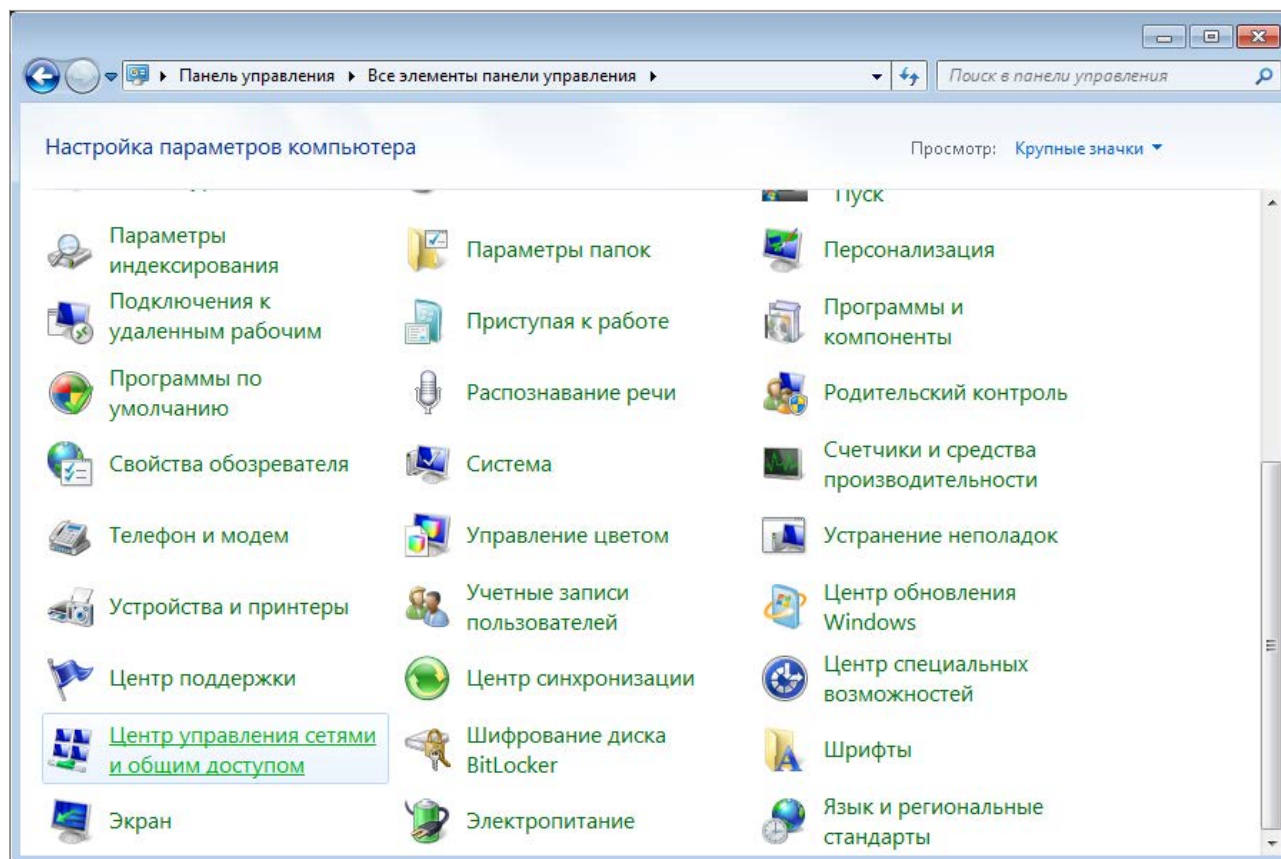 Панель управления ▸ Все элементы панели управления ▸
Поиск в панели управления
Настройка параметров компьютера
Просмотр: Крупные значки
Пуск
Параметры
индексирования
Параметры папок
Персонализация
Подключения к
удаленным рабочим
Приступая к работе
Программы и
компоненты
Программы по
умолчанию
Распознавание речи
Родительский контроль
Свойства обозревателя
Система
Счетчики и средства
производительности
Телефон и модем
Управление цветом
Устранение неполадок
Устройства и принтеры
Учетные записи
пользователей
Центр обновления
Windows
Центр поддержки
Центр синхронизации
Центр специальных
возможностей
Центр управления сетями
и общим доступом
Шифрование диска
BitLocker
Шрифты
Экран
Электропитание
Язык и региональные
стандарты